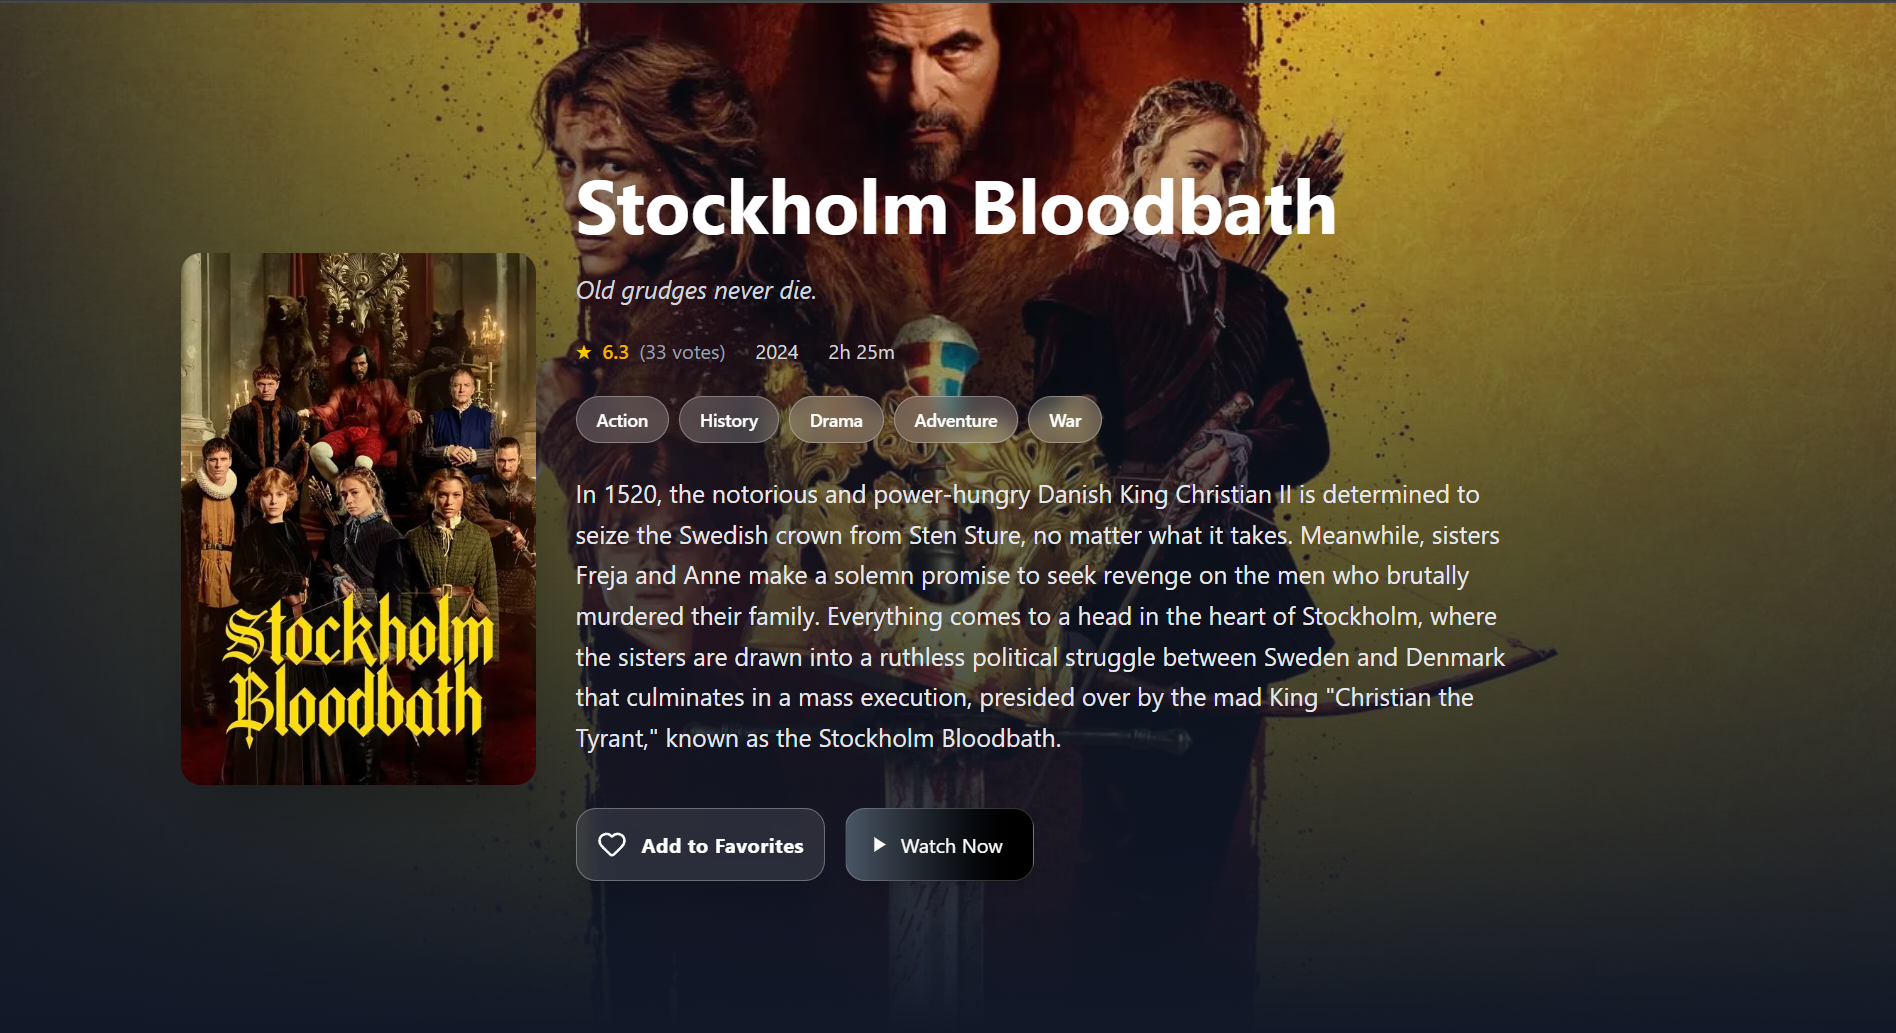 Stockholm Bloodbath
Old grudges never die.
★ 6.3 (33 votes) 2024 2h 25m
Action History Drama Adventure War
In 1520, the notorious and power-hungry Danish King Christian II is determined to
seize the Swedish crown from Sten Sture, no matter what it takes. Meanwhile, sisters
Freja and Anne make a solemn promise to seek revenge on the men who brutally
murdered their family. Everything comes to a head in the heart of Stockholm, where
the sisters are drawn into a ruthless political struggle between Sweden and Denmark
that culminates in a mass execution, presided over by the mad King "Christian the
Tyrant," known as the Stockholm Bloodbath.
Add to Favorites Watch Now
Stockholm
Bloodbath